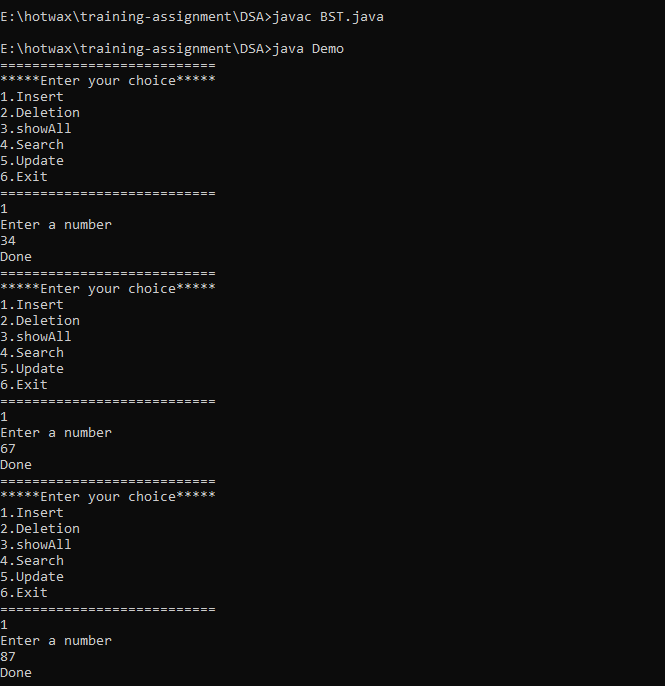 E:\hotwax\training-assignment\DSA>javac BST.java
E:\hotwax\training-assignment\DSA>java Demo
===========================
*****Enter your choice*****
1.Insert
2.Deletion
3.showAll
4.Search
5.Update
6.Exit
===========================
1
Enter a number
34
Done
===========================
*****Enter your choice*****
1.Insert
2.Deletion
3.showAll
4.Search
5.Update
6.Exit
===========================
1
Enter a number
67
Done
===========================
*****Enter your choice*****
1.Insert
2.Deletion
3.showAll
4.Search
5.Update
6.Exit
===========================
1
Enter a number
87
Done